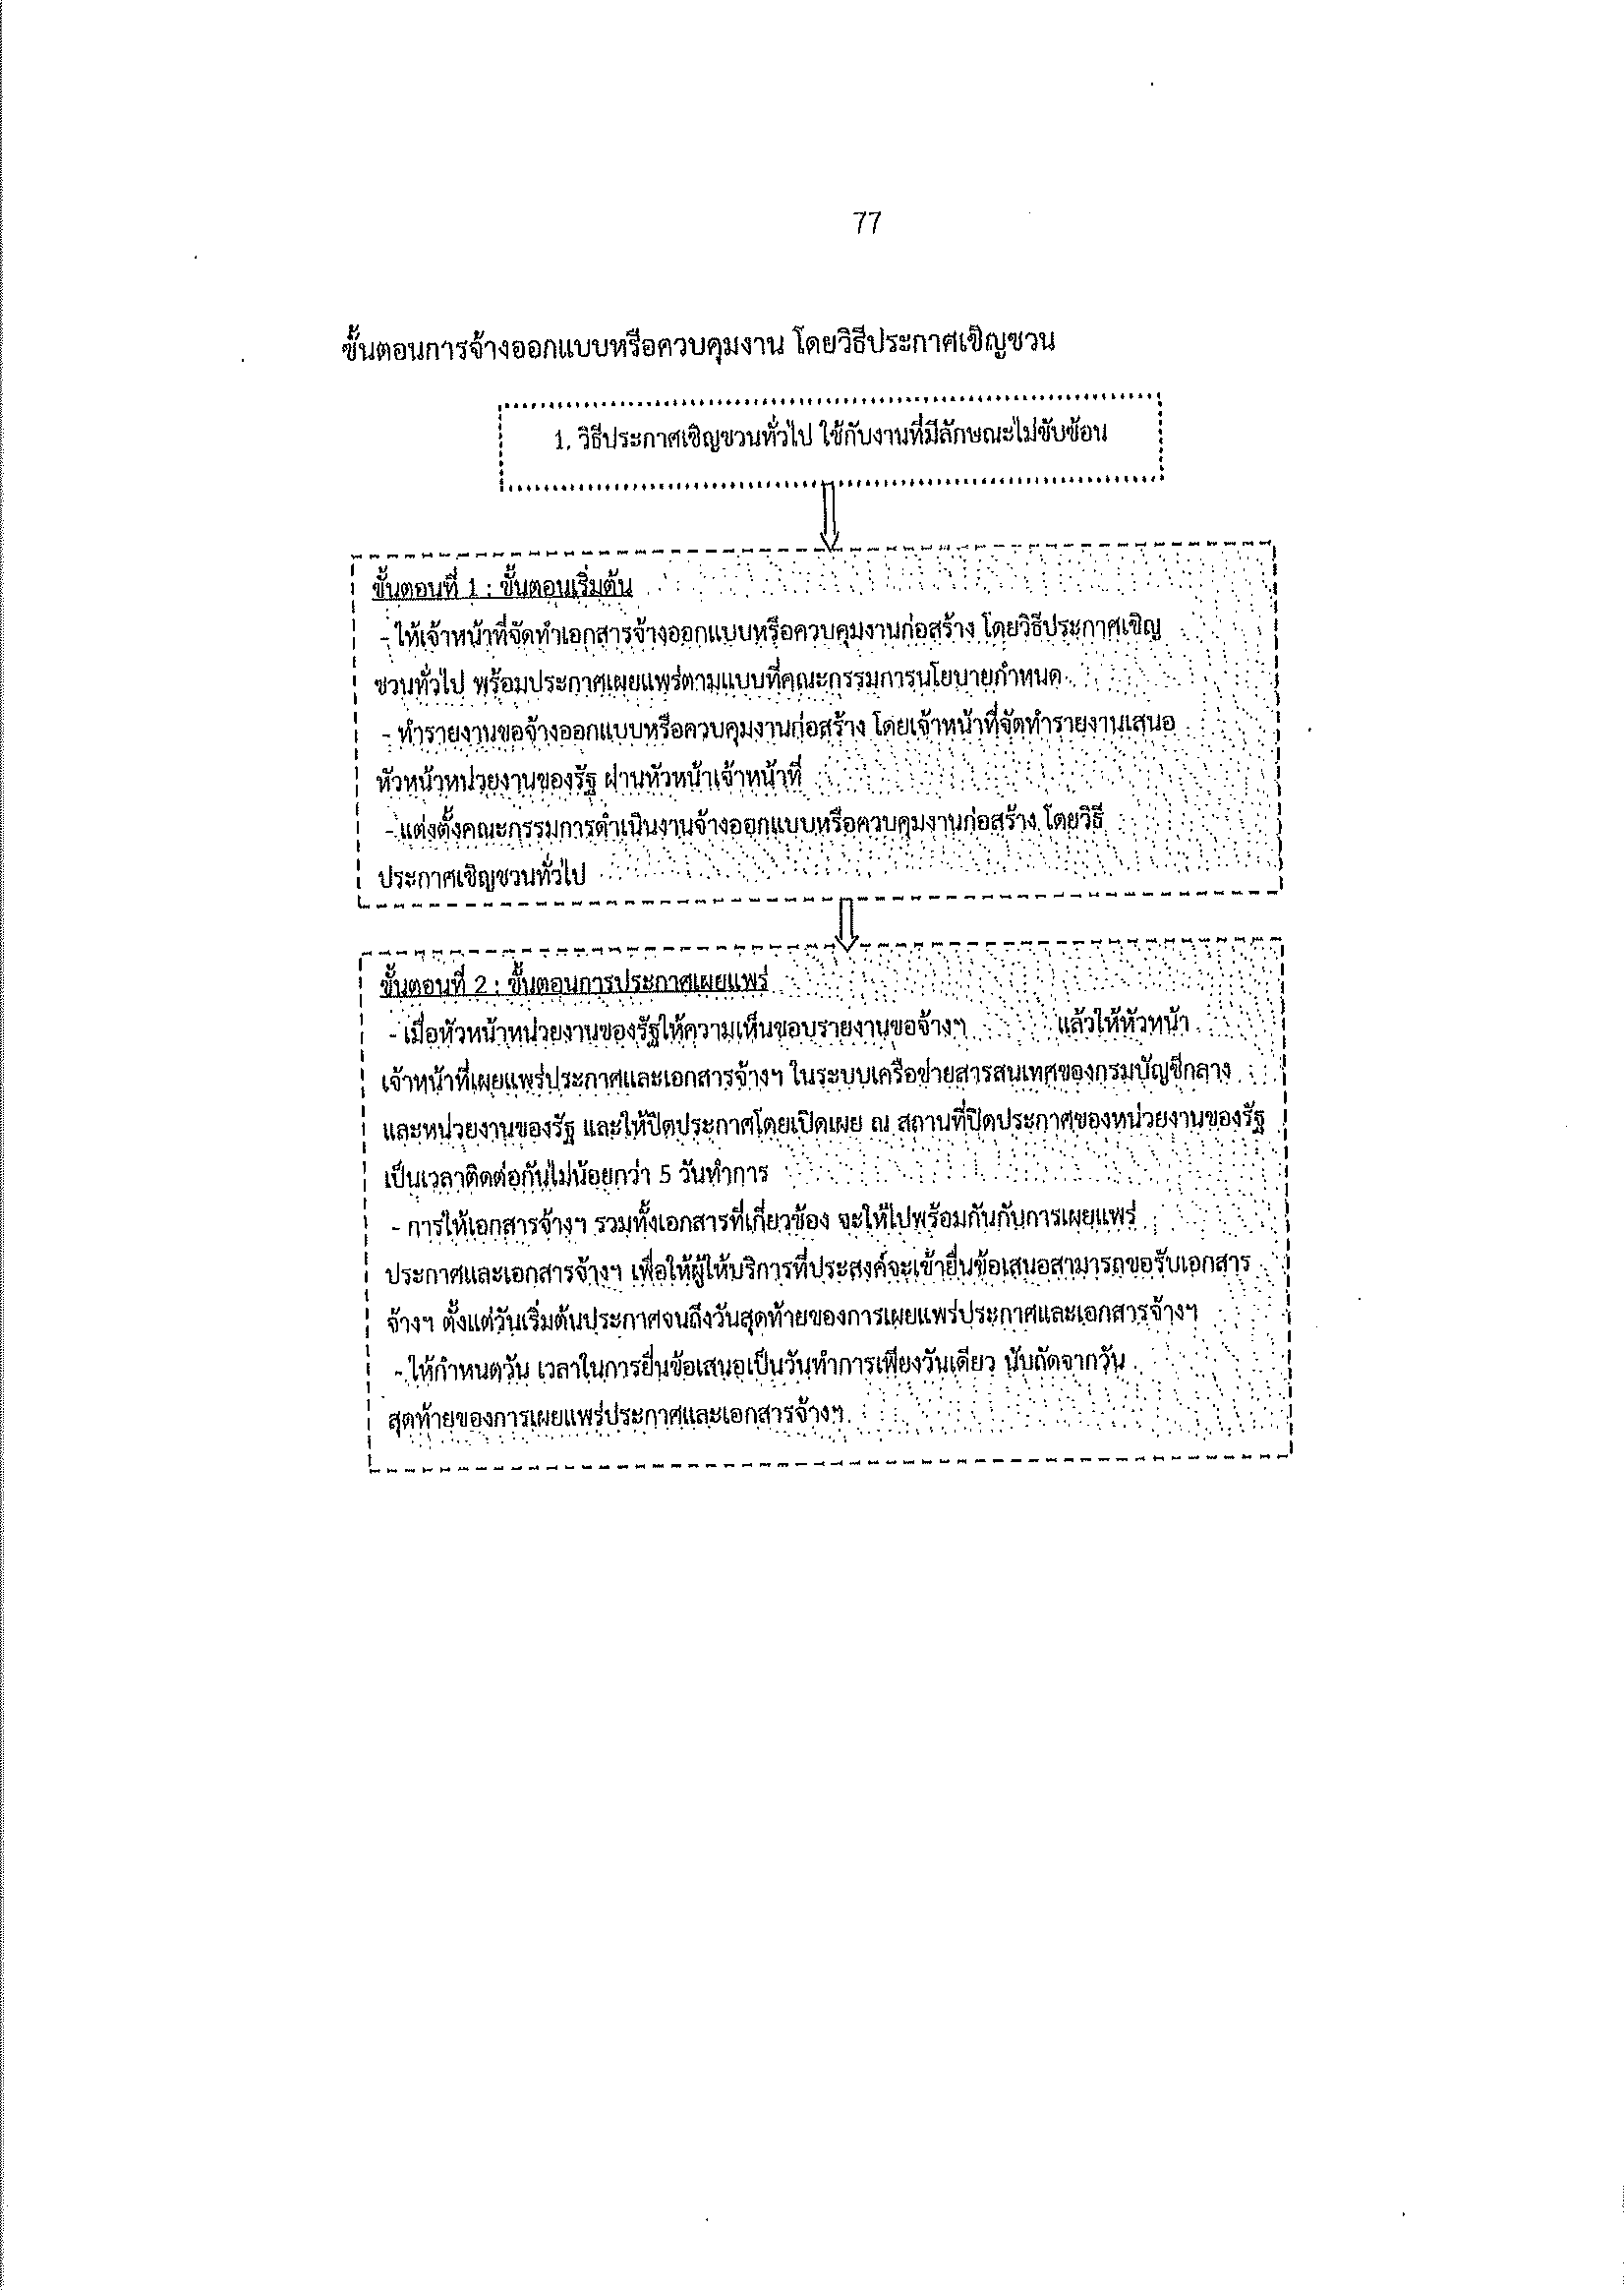 77
ขั้นตอนการจ้างออกแบบหรือควบคุมงาน โดยวิธีประกาศเชิญชวน
1. วิธีประกาศเชิญชวนทั่วไป ใช้กับงานที่มีลักษณะไม่ซับซ้อน
ขั้นตอนที่ 1 : ขั้นตอนเริ่มต้น
- ให้เจ้าหน้าที่จัดทำเอกสารจ้างออกแบบหรือควบคุมงานก่อสร้าง โดยวิธีประกาศเชิญ
ชวนทั่วไป พร้อมประกาศเผยแพร่ตามแบบที่คณะกรรมการนโยบายกำหนด
- ทำรายงานขอจ้างออกแบบหรือควบคุมงานก่อสร้าง โดยเจ้าหน้าที่จัดทำรายงานเสนอ
หัวหน้าหน่วยงานของรัฐ ผ่านหัวหน้าเจ้าหน้าที่
- แต่งตั้งคณะกรรมการดำเนินงานจ้างออกแบบหรือควบคุมงานก่อสร้าง โดยวิธี
ประกาศเชิญชวนทั่วไป
ขั้นตอนที่ 2 : ขั้นตอนการประกาศเผยแพร่
- เมื่อหัวหน้าหน่วยงานของรัฐให้ความเห็นชอบรายงานขอจ้างฯ แล้วให้หัวหน้า
เจ้าหน้าที่เผยแพร่ประกาศและเอกสารจ้างฯ ในระบบเครือข่ายสารสนเทศของกรมบัญชีกลาง
และหน่วยงานของรัฐ และให้ปิดประกาศโดยเปิดเผย ณ สถานที่ปิดประกาศของหน่วยงานของรัฐ
เป็นเวลาติดต่อกันไม่น้อยกว่า 5 วันทำการ
- การให้เอกสารจ้างฯ รวมทั้งเอกสารที่เกี่ยวข้อง จะให้ไปพร้อมกันกับการเผยแพร่
ประกาศและเอกสารจ้างฯ เพื่อให้ผู้ให้บริการที่ประสงค์จะเข้ายื่นข้อเสนอสามารถขอรับเอกสาร
จ้างฯ ตั้งแต่วันเริ่มต้นประกาศจนถึงวันสุดท้ายของการเผยแพร่ประกาศและเอกสารจ้างฯ
- ให้กำหนดวัน เวลาในการยื่นข้อเสนอเป็นวันทำการเพียงวันเดียว นับถัดจากวัน
สุดท้ายของการเผยแพร่ประกาศและเอกสารจ้างฯ